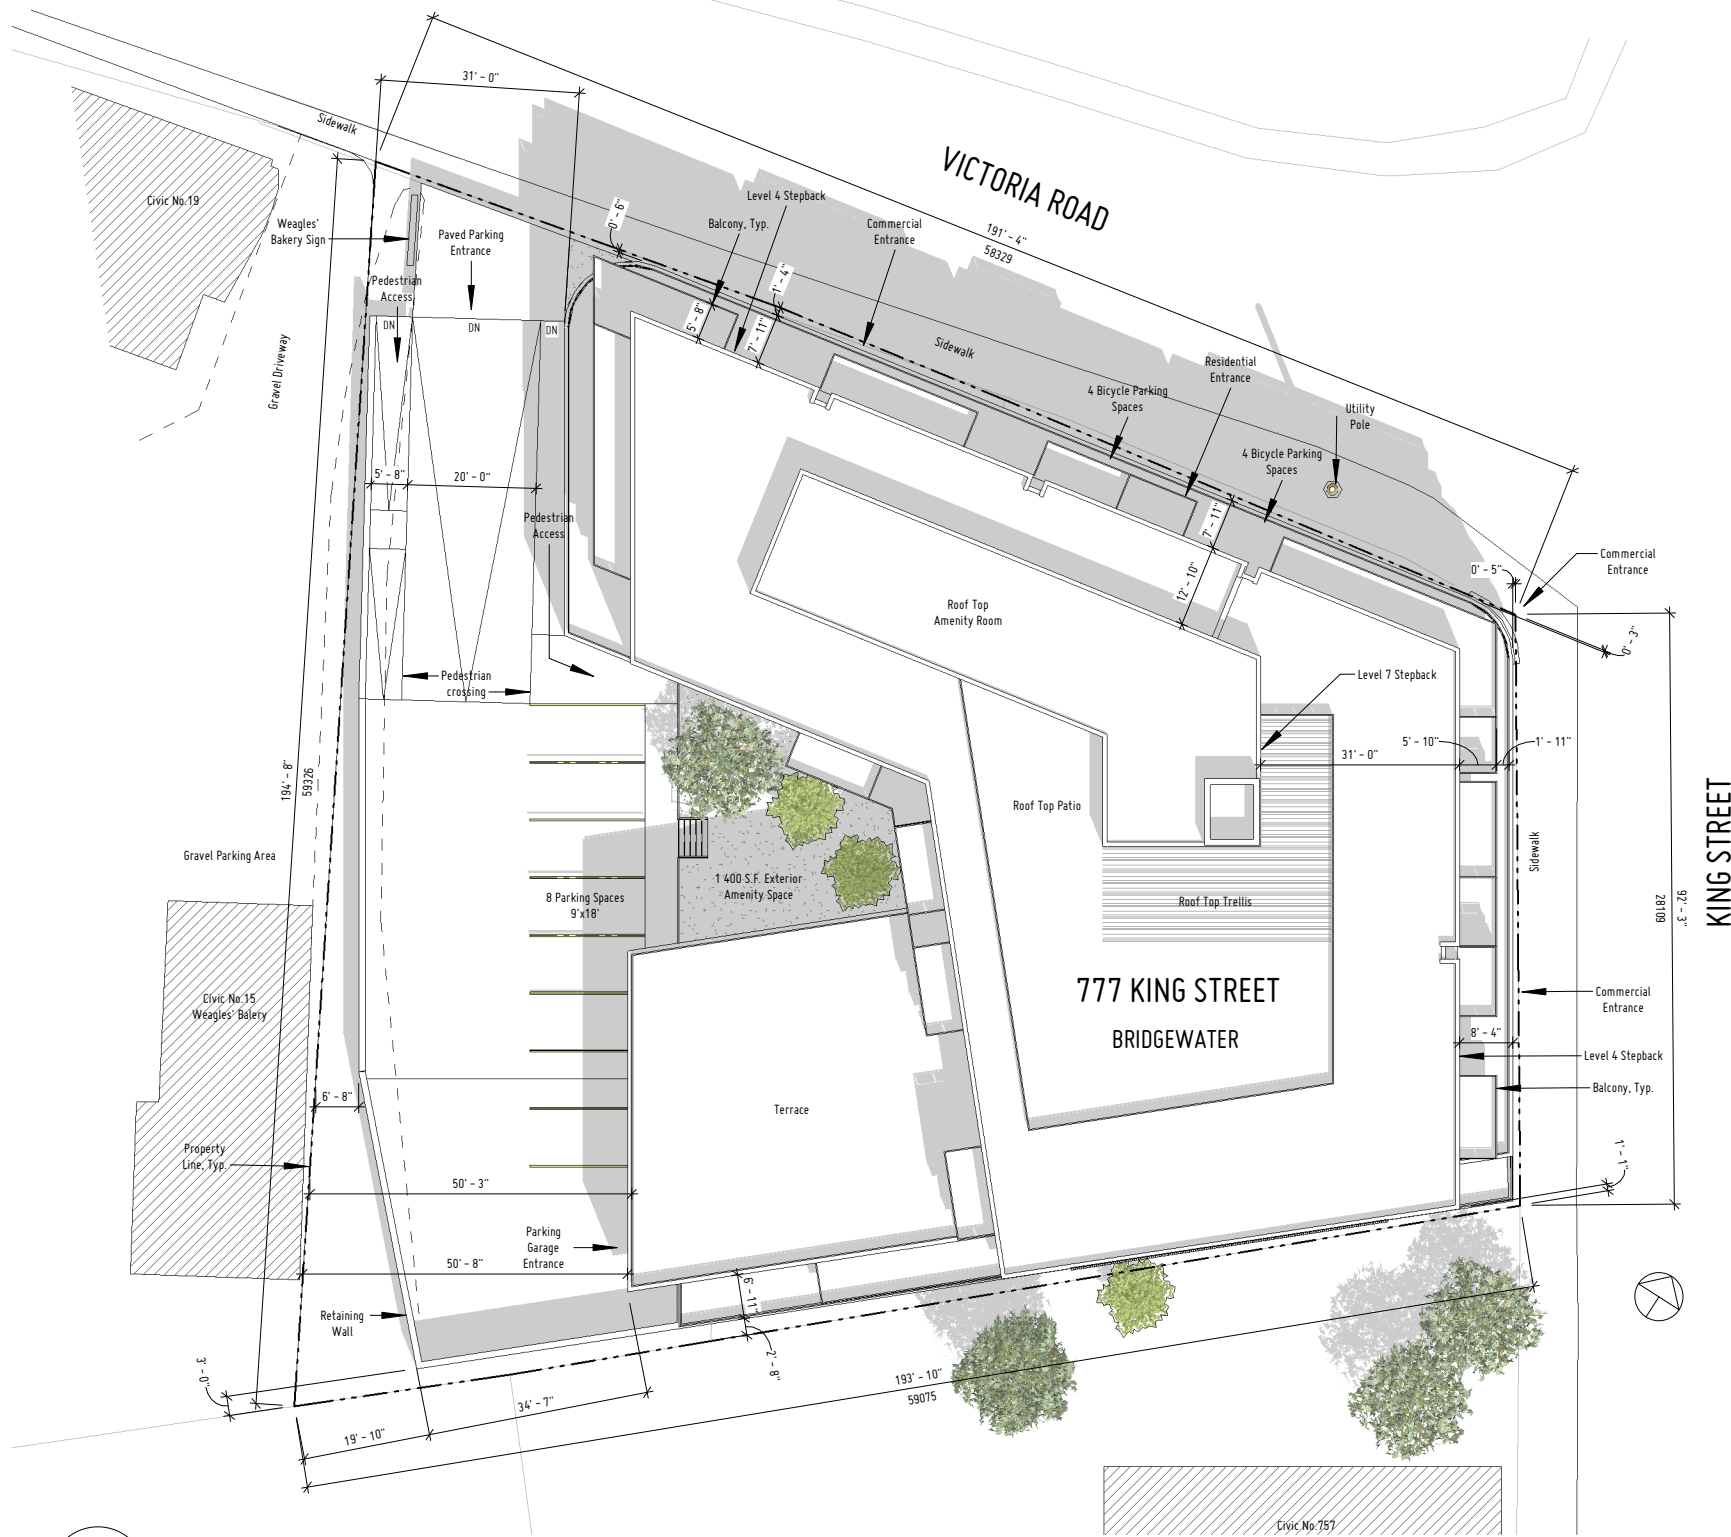 31' - 0"
Sidewalk
VICTORIA ROAD
191' - 4"
58329
Civic No.19
Weagles'
Bakery Sign
Paved Parking
Entrance
Pedestrian
Access
DN
DN
DN
Gravel Driveway
0' - 6"
Level 4 Stepback
Balcony, Typ.
Commercial
Entrance
1' - 4"
5' - 8"
7' - 11"
Sidewalk
Residential
Entrance
4 Bicycle Parking
Spaces
Utility
Pole
4 Bicycle Parking
Spaces
5' - 8"
20' - 0"
Pedestrian
Access
7' - 11"
12' - 10"
0' - 5"
Commercial
Entrance
0' - 3"
Roof Top
Amenity Room
Pedestrian
crossing
Level 7 Stepback
31' - 0"
5' - 10"
1' - 11"
194' - 8"
59326
Roof Top Patio
Gravel Parking Area
8 Parking Spaces
9'x18'
1 400 S.F. Exterior
Amenity Space
Roof Top Trellis
Sidewalk
KING STREET
92' - 3"
28109
777 KING STREET
BRIDGEWATER
Civic No.15
Weagles' Balery
Commercial
Entrance
8' - 4"
Level 4 Stepback
Balcony, Typ.
6' - 8"
Terrace
Property
Line, Typ.
50' - 3"
1' - 1"
Parking
Garage
Entrance
50' - 8"
6' - 11"
Retaining
Wall
2' - 8"
3' - 0"
193' - 10"
59075
34' - 7"
19' - 10"
Civic No.757